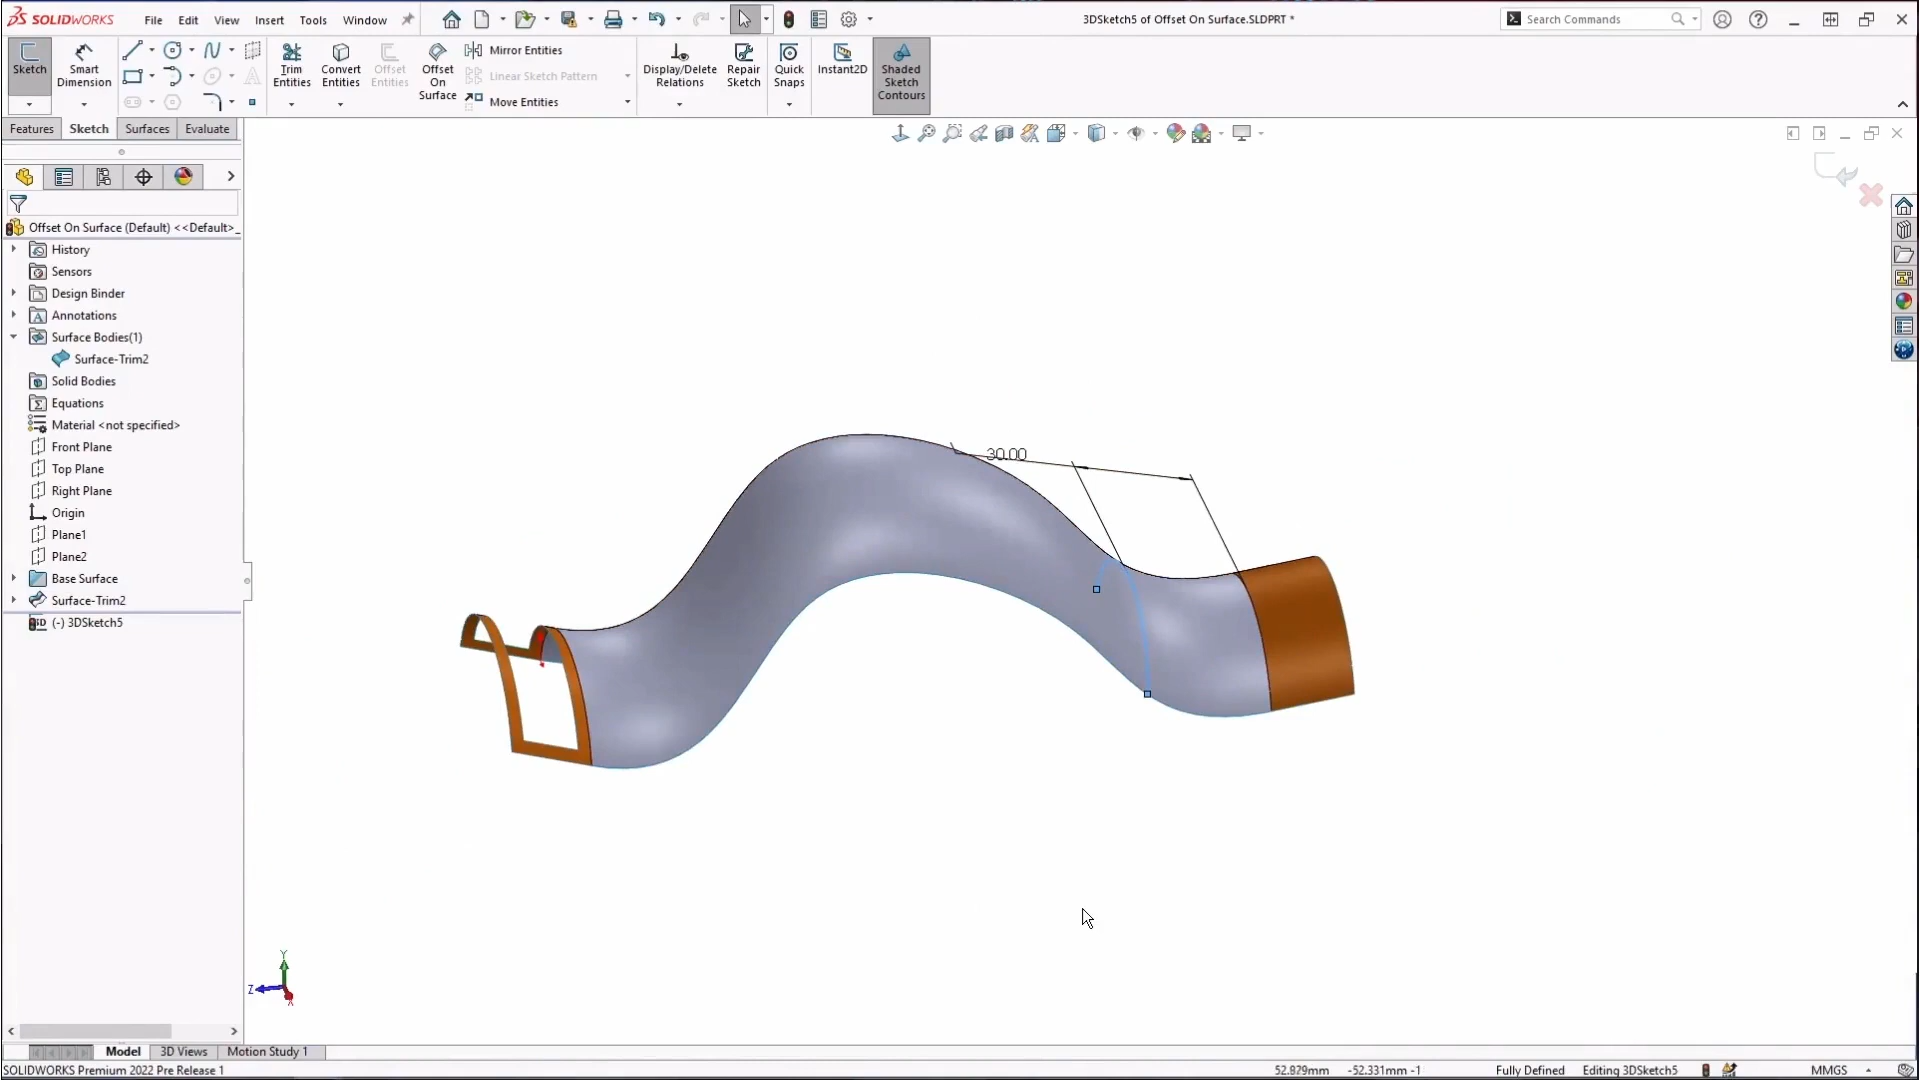 SOLIDWORKS File Edit View Insert Tools Window 3DSketch5 of Offset On Surface.SLDPRT * Search Commands
Sketch Smart Dimension Trim Entities Convert Entities Offset Entities Offset On Surface Mirror Entities Linear Sketch Pattern Move Entities Display/Delete Relations Repair Sketch Quick Snaps Instant2D Shaded Sketch Contours
Features Sketch Surfaces Evaluate
Offset On Surface (Default) <<Default>_
History
Sensors
Design Binder
Annotations
Surface Bodies(1)
Surface-Trim2
Solid Bodies
Equations
Material <not specified>
Front Plane
Top Plane
Right Plane
Origin
Plane1
Plane2
Base Surface
Surface-Trim2
(-) 3DSketch5
30.00
Y
Z
X
Model 3D Views Motion Study 1
SOLIDWORKS Premium 2022 Pre Release 1 52.829mm -52.331mm -1 Fully Defined Editing 3DSketch5 MMGS